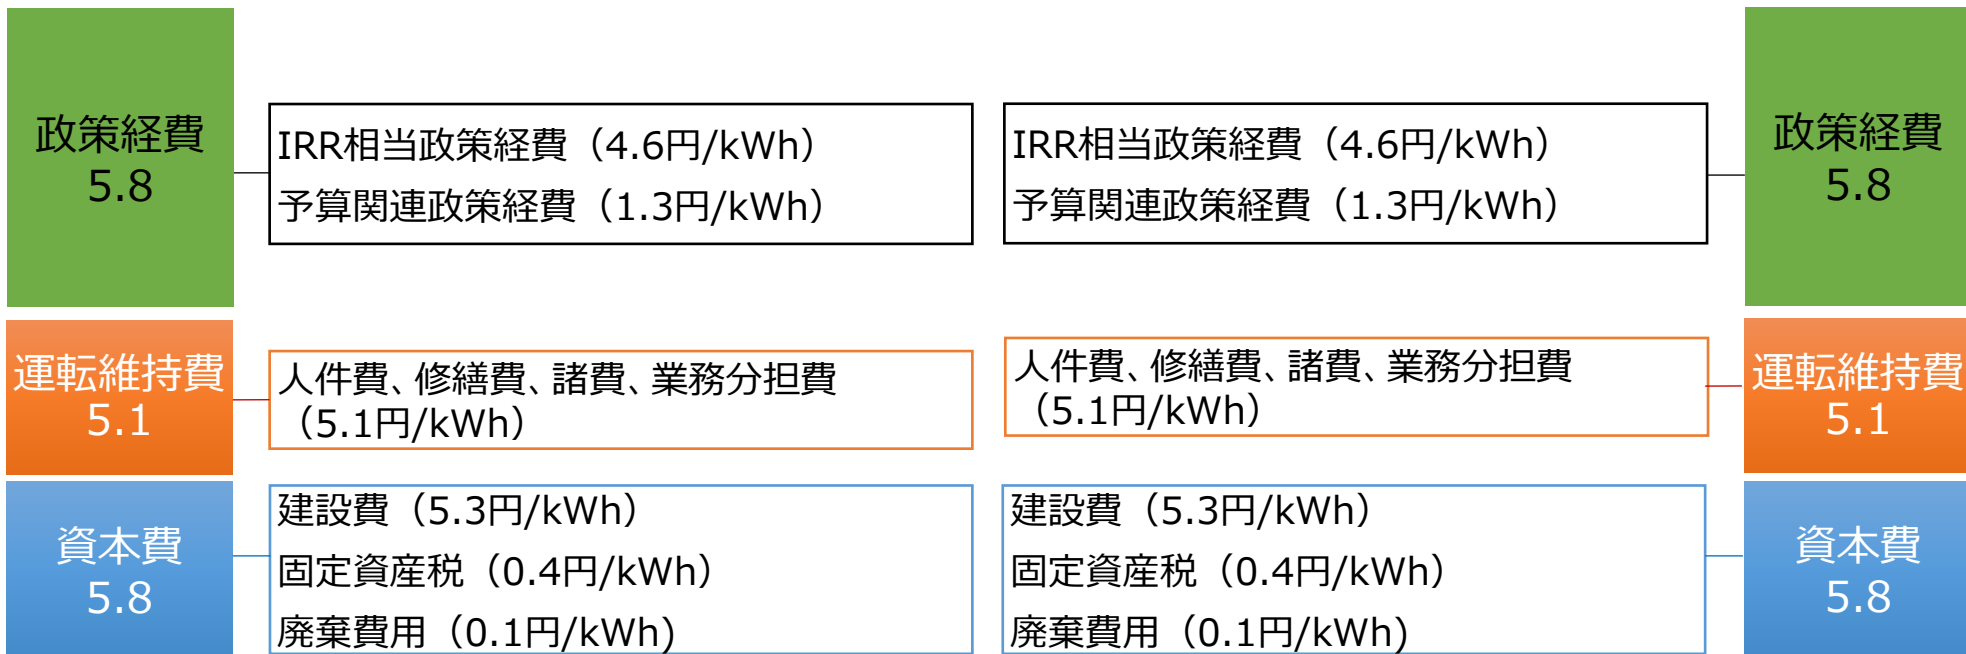 政策経費
5.8
IRR相当政策経費（4.6円/kWh）
予算関連政策経費（1.3円/kWh）
IRR相当政策経費（4.6円/kWh）
予算関連政策経費（1.3円/kWh）
政策経費
5.8
運転維持費
5.1
人件費、修繕費、諸費、業務分担費
（5.1円/kWh）
人件費、修繕費、諸費、業務分担費
（5.1円/kWh）
運転維持費
5.1
資本費
5.8
建設費（5.3円/kWh）
固定資産税（0.4円/kWh）
廃棄費用（0.1円/kWh)
建設費（5.3円/kWh）
固定資産税（0.4円/kWh）
廃棄費用（0.1円/kWh)
資本費
5.8